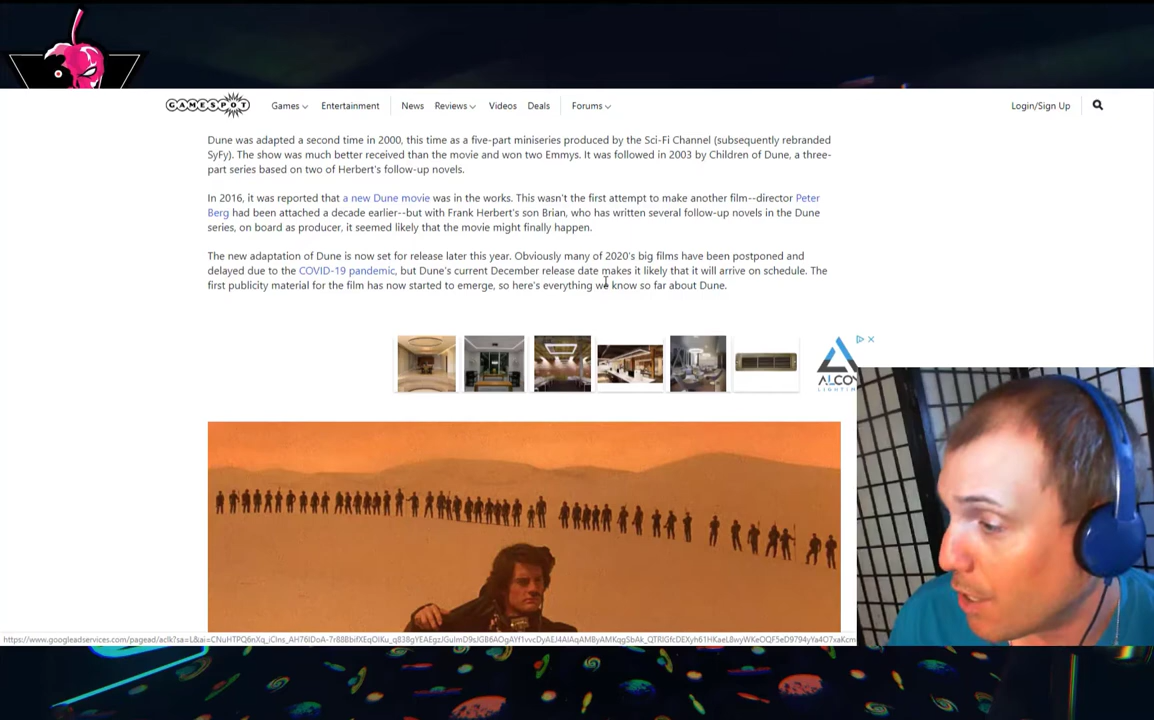 GAMESPOT
Games Entertainment News Reviews Videos Deals Forums Login/Sign Up
Dune was adapted a second time in 2000, this time as a five-part miniseries produced by the Sci-Fi Channel (subsequently rebranded
SyFy). The show was much better received than the movie and won two Emmys. It was followed in 2003 by Children of Dune, a three-
part series based on two of Herbert's follow-up novels.
In 2016, it was reported that a new Dune movie was in the works. This wasn't the first attempt to make another film--director Peter
Berg had been attached a decade earlier--but with Frank Herbert's son Brian, who has written several follow-up novels in the Dune
series, on board as producer, it seemed likely that the movie might finally happen.
The new adaptation of Dune is now set for release later this year. Obviously many of 2020's big films have been postponed and
delayed due to the COVID-19 pandemic, but Dune's current December release date makes it likely that it will arrive on schedule. The
first publicity material for the film has now started to emerge, so here's everything we know so far about Dune.
ALCO